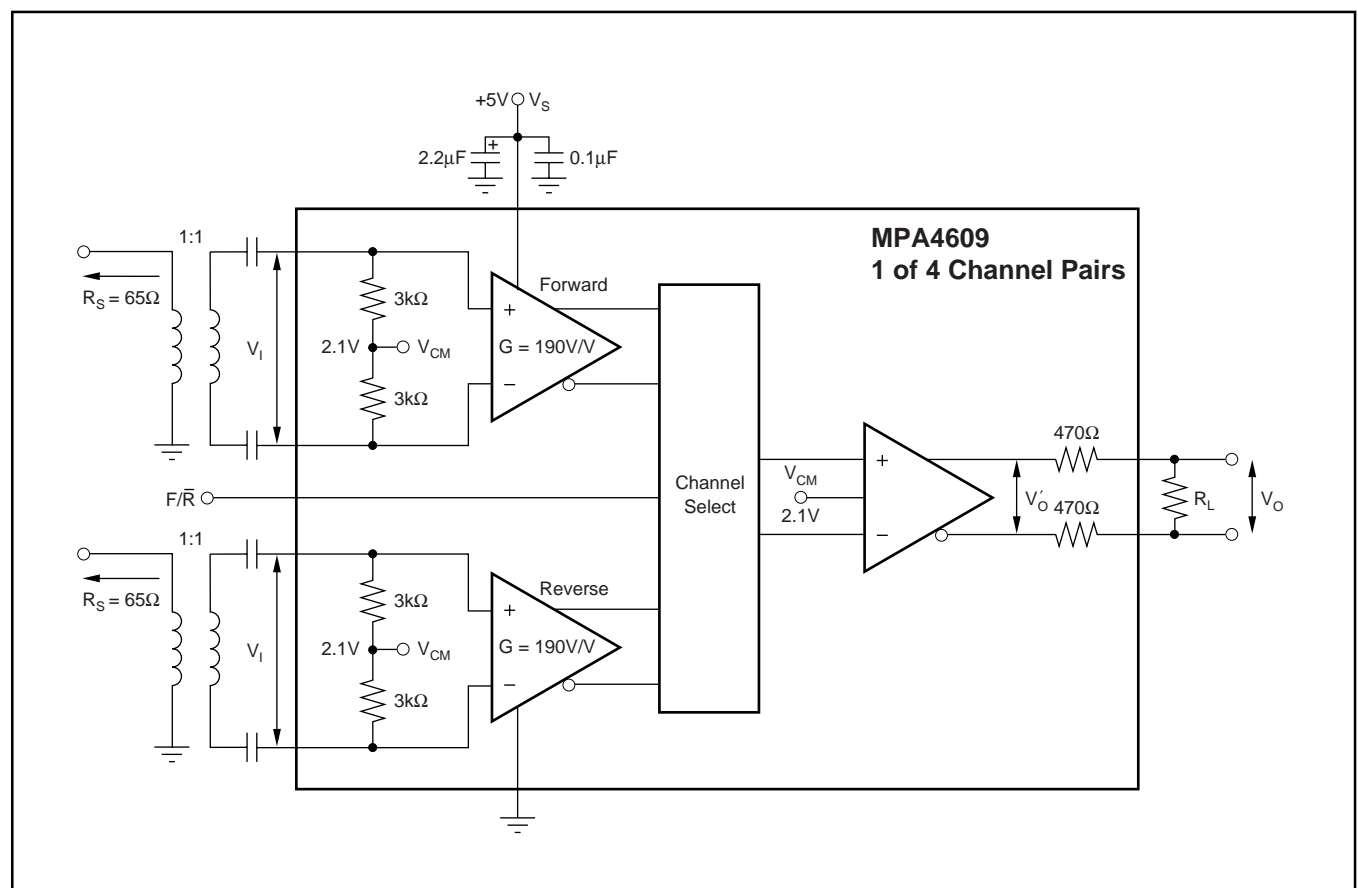 +5V V_S
2.2μF + 0.1μF
MPA4609
1 of 4 Channel Pairs
1:1
R_S = 65Ω
V_I
3kΩ
2.1V V_CM
3kΩ
Forward
+
G = 190V/V
−
F/R̅
Channel
Select
V_CM
2.1V
+
−
V′_O
470Ω
470Ω
R_L
V_O
1:1
R_S = 65Ω
V_I
3kΩ
2.1V V_CM
3kΩ
Reverse
+
G = 190V/V
−